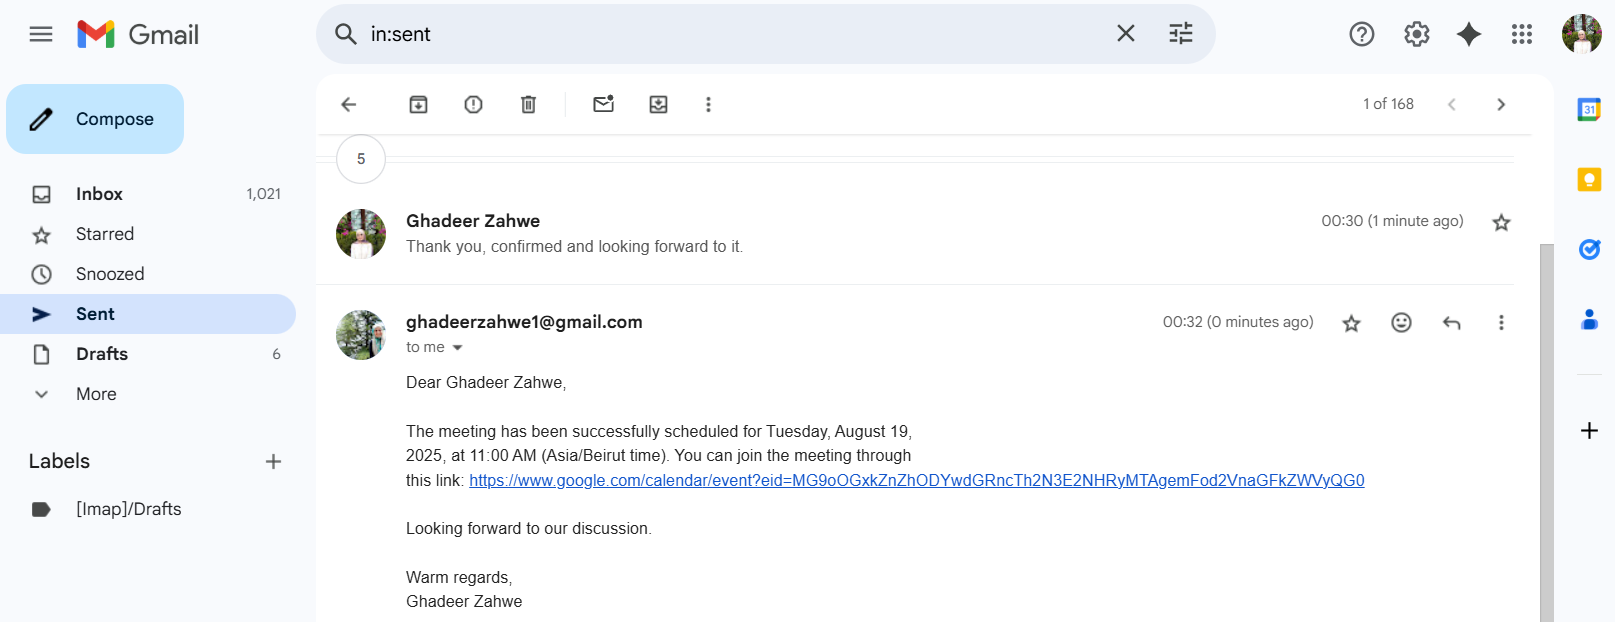 Gmail
in:sent
Compose
1 of 168
Inbox 1,021
Starred
Snoozed
Sent
Drafts 6
More
Labels
[Imap]/Drafts
5
Ghadeer Zahwe 00:30 (1 minute ago)
Thank you, confirmed and looking forward to it.
ghadeerzahwe1@gmail.com 00:32 (0 minutes ago)
to me
Dear Ghadeer Zahwe,
The meeting has been successfully scheduled for Tuesday, August 19,
2025, at 11:00 AM (Asia/Beirut time). You can join the meeting through
this link: https://www.google.com/calendar/event?eid=MG9oOGxkZnZhODYwdGRncTh2N3E2NHRyMTAgemFod2VnaGFkZWVyQG0
Looking forward to our discussion.
Warm regards,
Ghadeer Zahwe
31